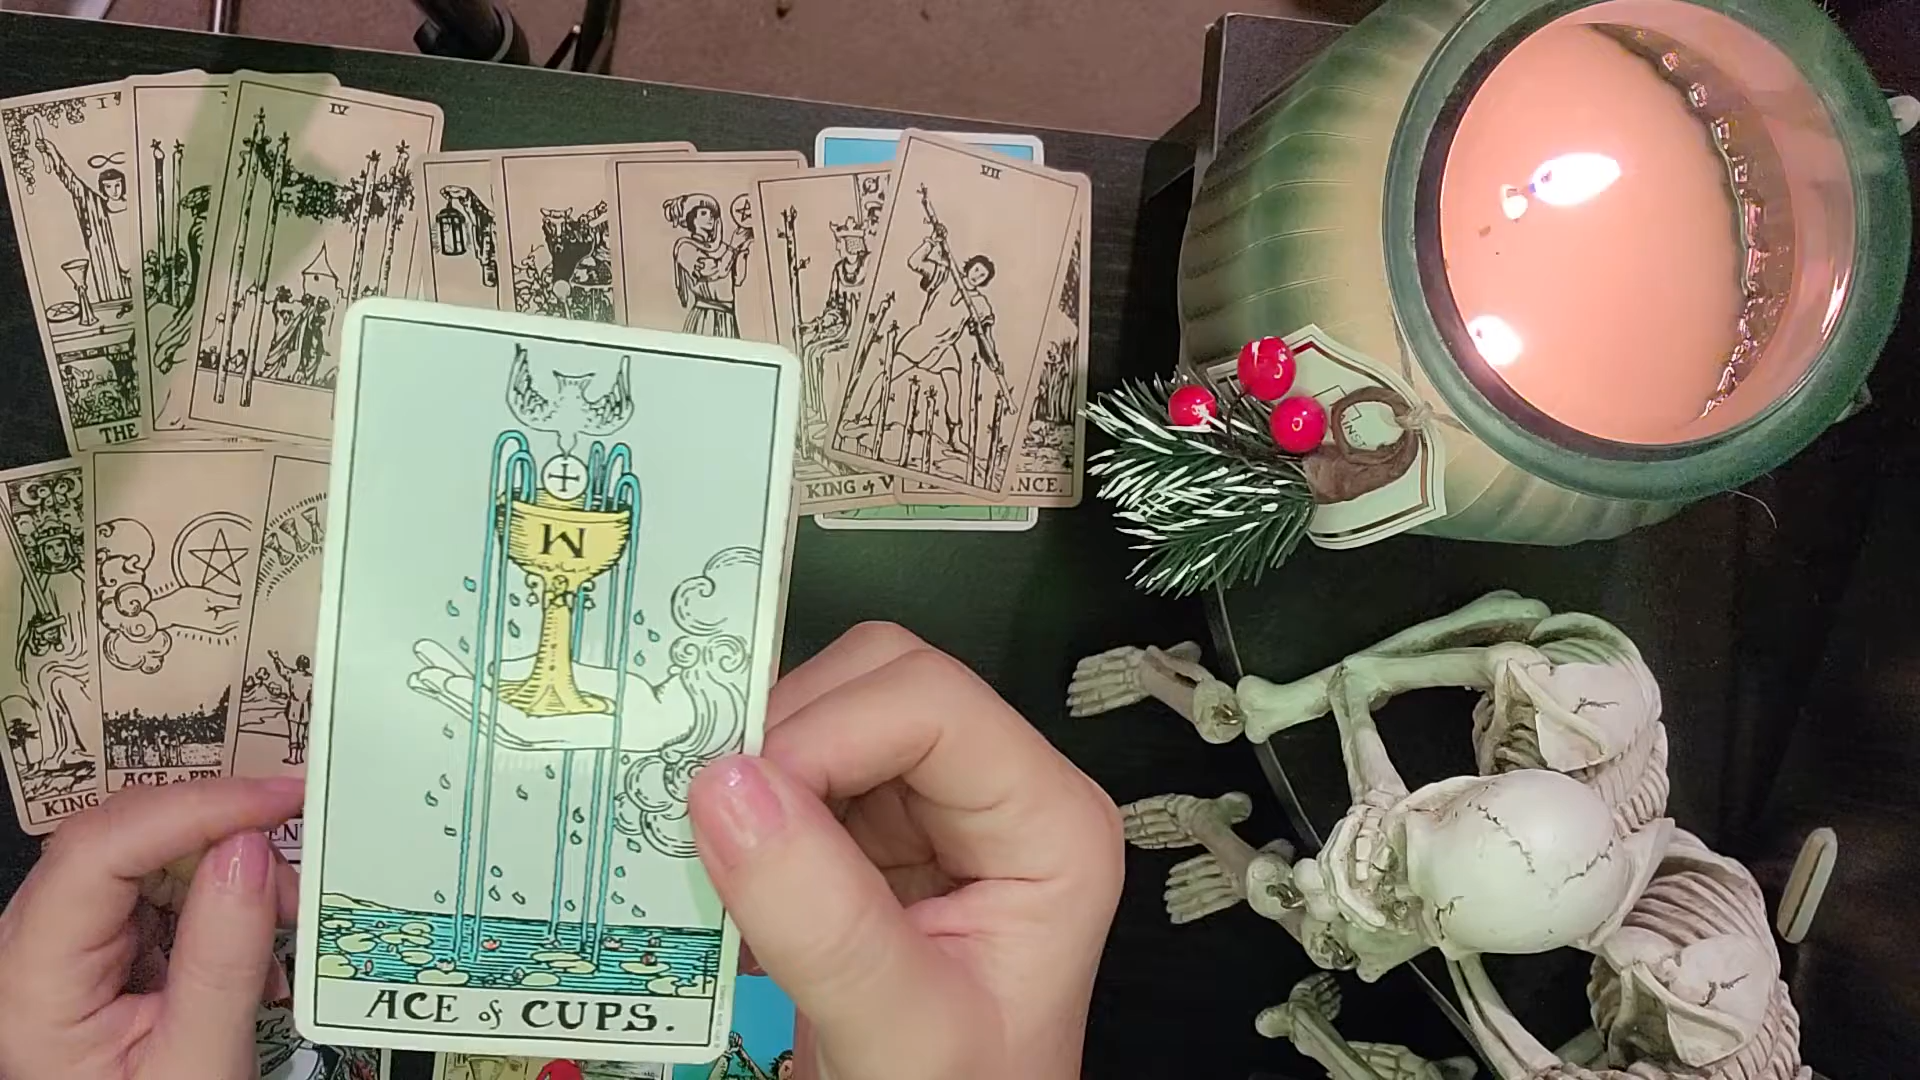 I
IV
VII
THE
KING of W
ANCE.
KING
ACE of PEN
W
ACE of CUPS.